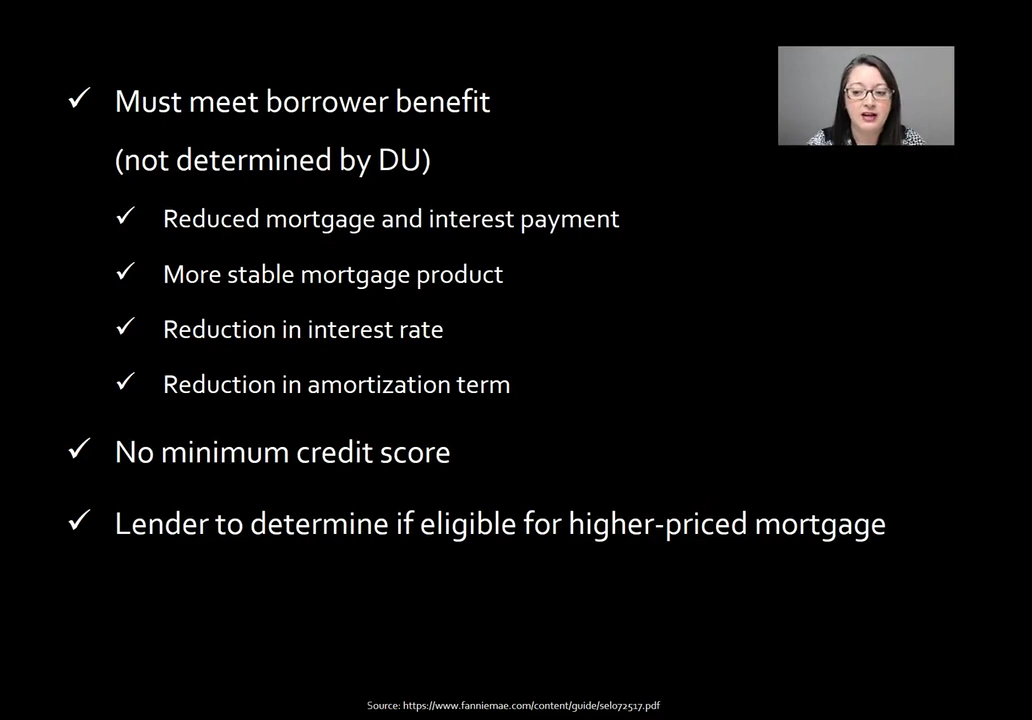 Must meet borrower benefit
(not determined by DU)
Reduced mortgage and interest payment
More stable mortgage product
Reduction in interest rate
Reduction in amortization term
No minimum credit score
Lender to determine if eligible for higher-priced mortgage
Source: https://www.fanniemae.com/content/guide/sel072517.pdf